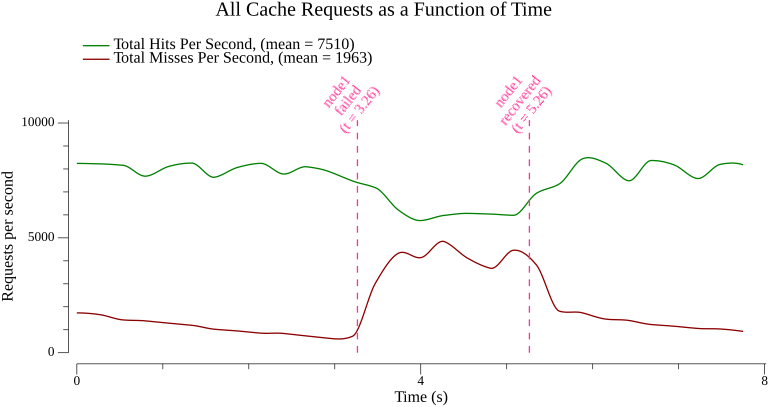 All Cache Requests as a Function of Time
Total Hits Per Second, (mean = 7510)
Total Misses Per Second, (mean = 1963)
node1
failed
(t = 3.26)
node1
recovered
(t = 5.26)
10000
5000
0
Requests per second
0
4
8
Time (s)